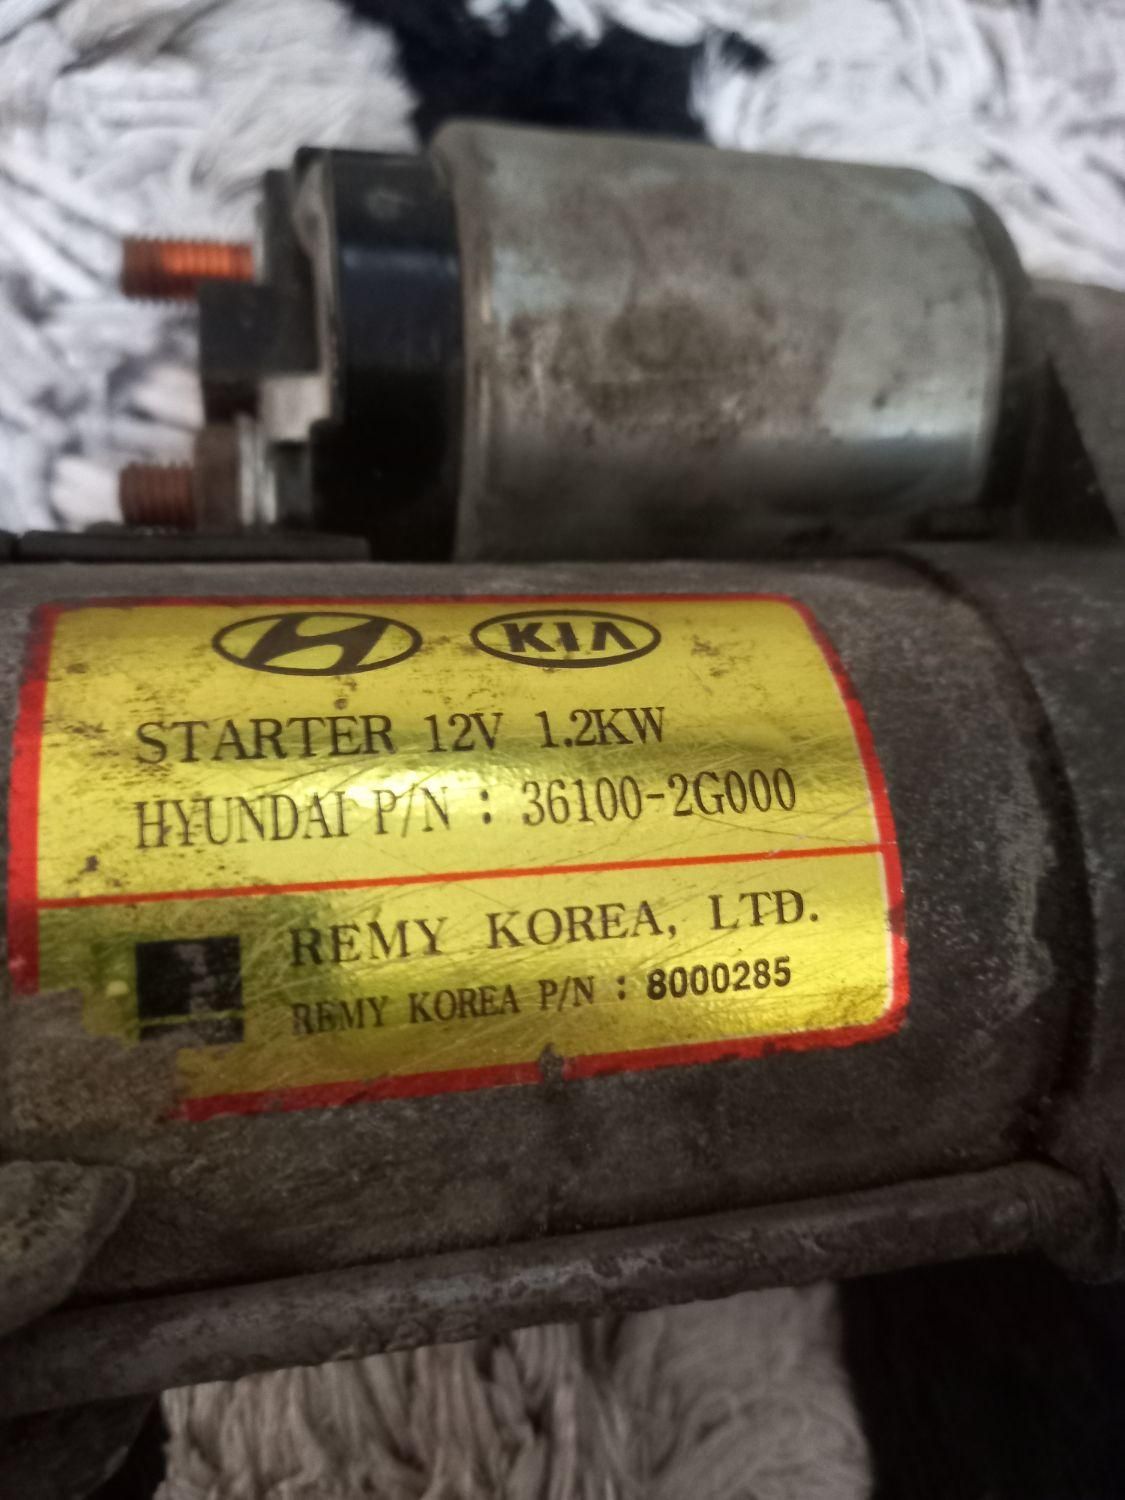 KIA
STARTER 12V 1.2KW
HYUNDAI P/N : 36100-2G000
REMY KOREA, LTD.
REMY KOREA P/N : 8000285